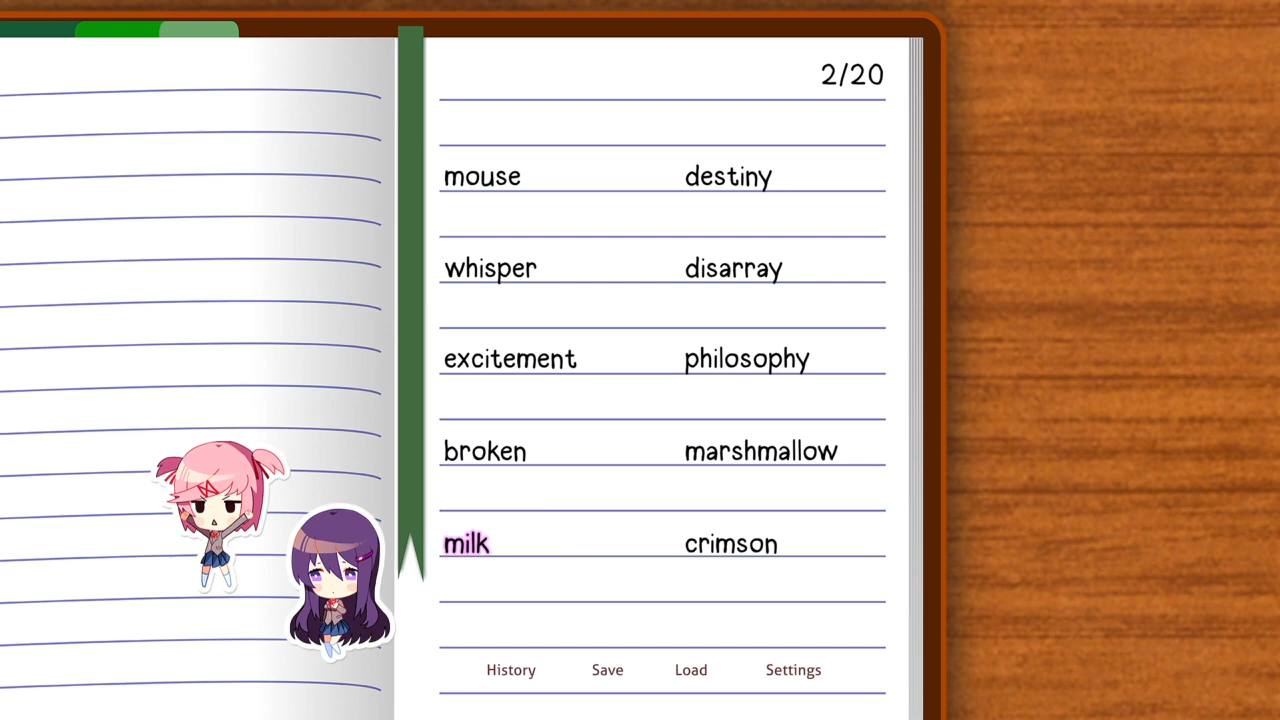 2/20
mouse destiny
whisper disarray
excitement philosophy
broken marshmallow
milk crimson
History Save Load Settings